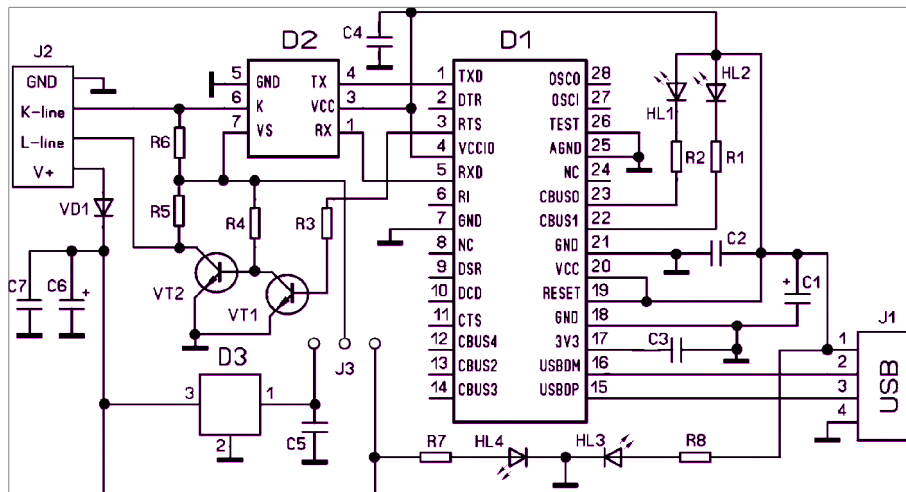 J2
GND
K-line
L-line
V+
VD1
C7
C6
+
R6
R5
R4
R3
VT2
VT1
D2
5 GND TX 4
6 K VCC 3
7 VS RX 1
C4
D1
1 TXD OSCO 28
2 DTR OSCI 27
3 RTS TEST 26
4 VCCIO AGND 25
5 RXD NC 24
6 RI CBUS0 23
7 GND CBUS1 22
8 NC GND 21
9 DSR VCC 20
10 DCD RESET 19
11 CTS GND 18
12 CBUS4 3V3 17
13 CBUS2 USBDM 16
14 CBUS3 USBDP 15
HL1
HL2
R2
R1
C2
+
C1
C3
J1
1
2
3
4
USB
D3
3
1
2
J3
C5
R7
HL4
HL3
R8